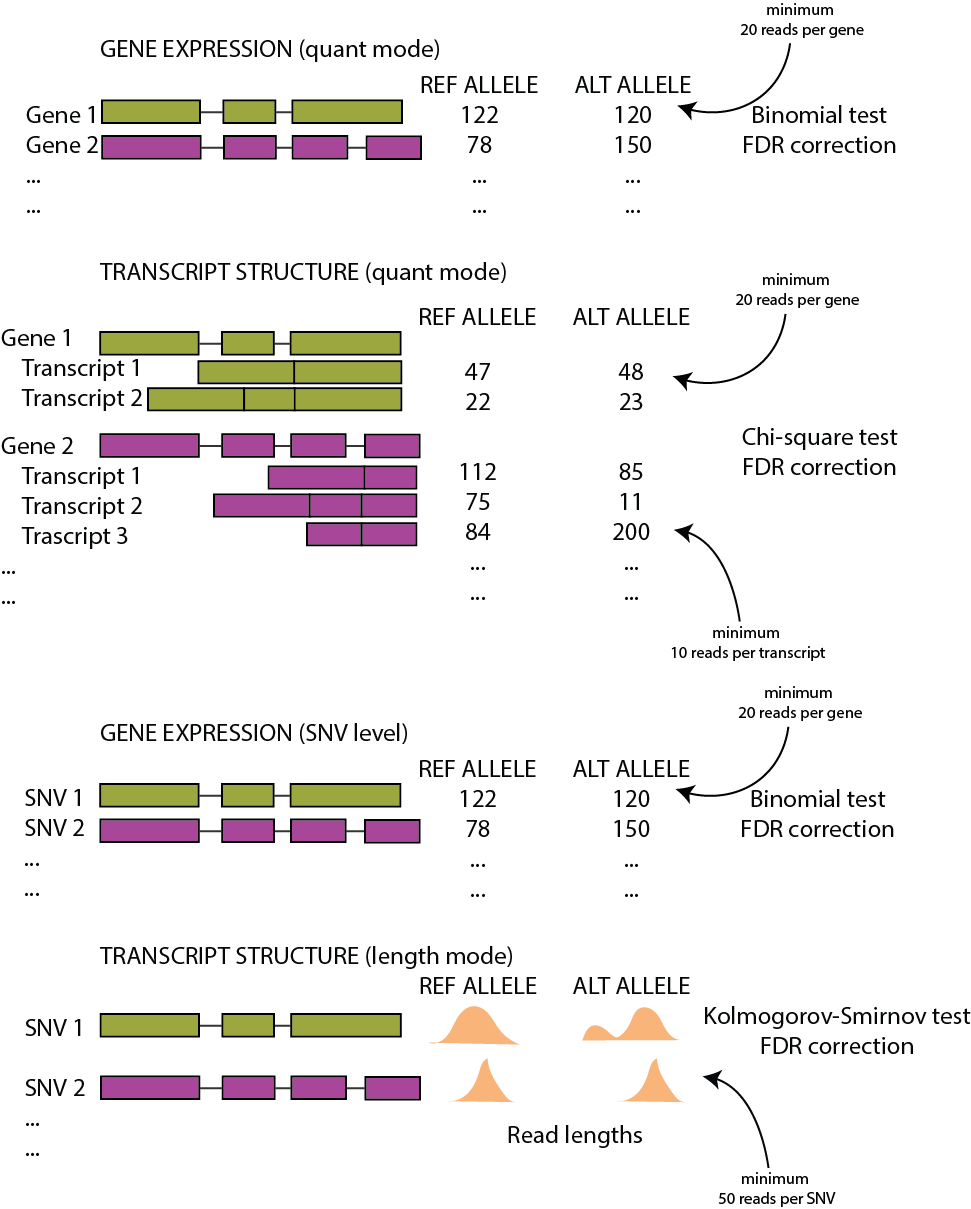 minimum
20 reads per gene
GENE EXPRESSION (quant mode)
REF ALLELE ALT ALLELE
Gene 1 122 120 Binomial test
Gene 2 78 150 FDR correction
... ... ...
... ... ...
TRANSCRIPT STRUCTURE (quant mode)
minimum
20 reads per gene
REF ALLELE ALT ALLELE
Gene 1
Transcript 1 47 48
Transcript 2 22 23
Gene 2 Chi-square test
FDR correction
Transcript 1 112 85
Transcript 2 75 11
Trascript 3 84 200
... ... ...
... ... ...
minimum
10 reads per transcript
minimum
20 reads per gene
GENE EXPRESSION (SNV level)
REF ALLELE ALT ALLELE
SNV 1 122 120 Binomial test
SNV 2 78 150 FDR correction
... ... ...
... ... ...
TRANSCRIPT STRUCTURE (length mode)
REF ALLELE ALT ALLELE
SNV 1 Kolmogorov-Smirnov test
FDR correction
SNV 2
...
Read lengths
...
minimum
50 reads per SNV